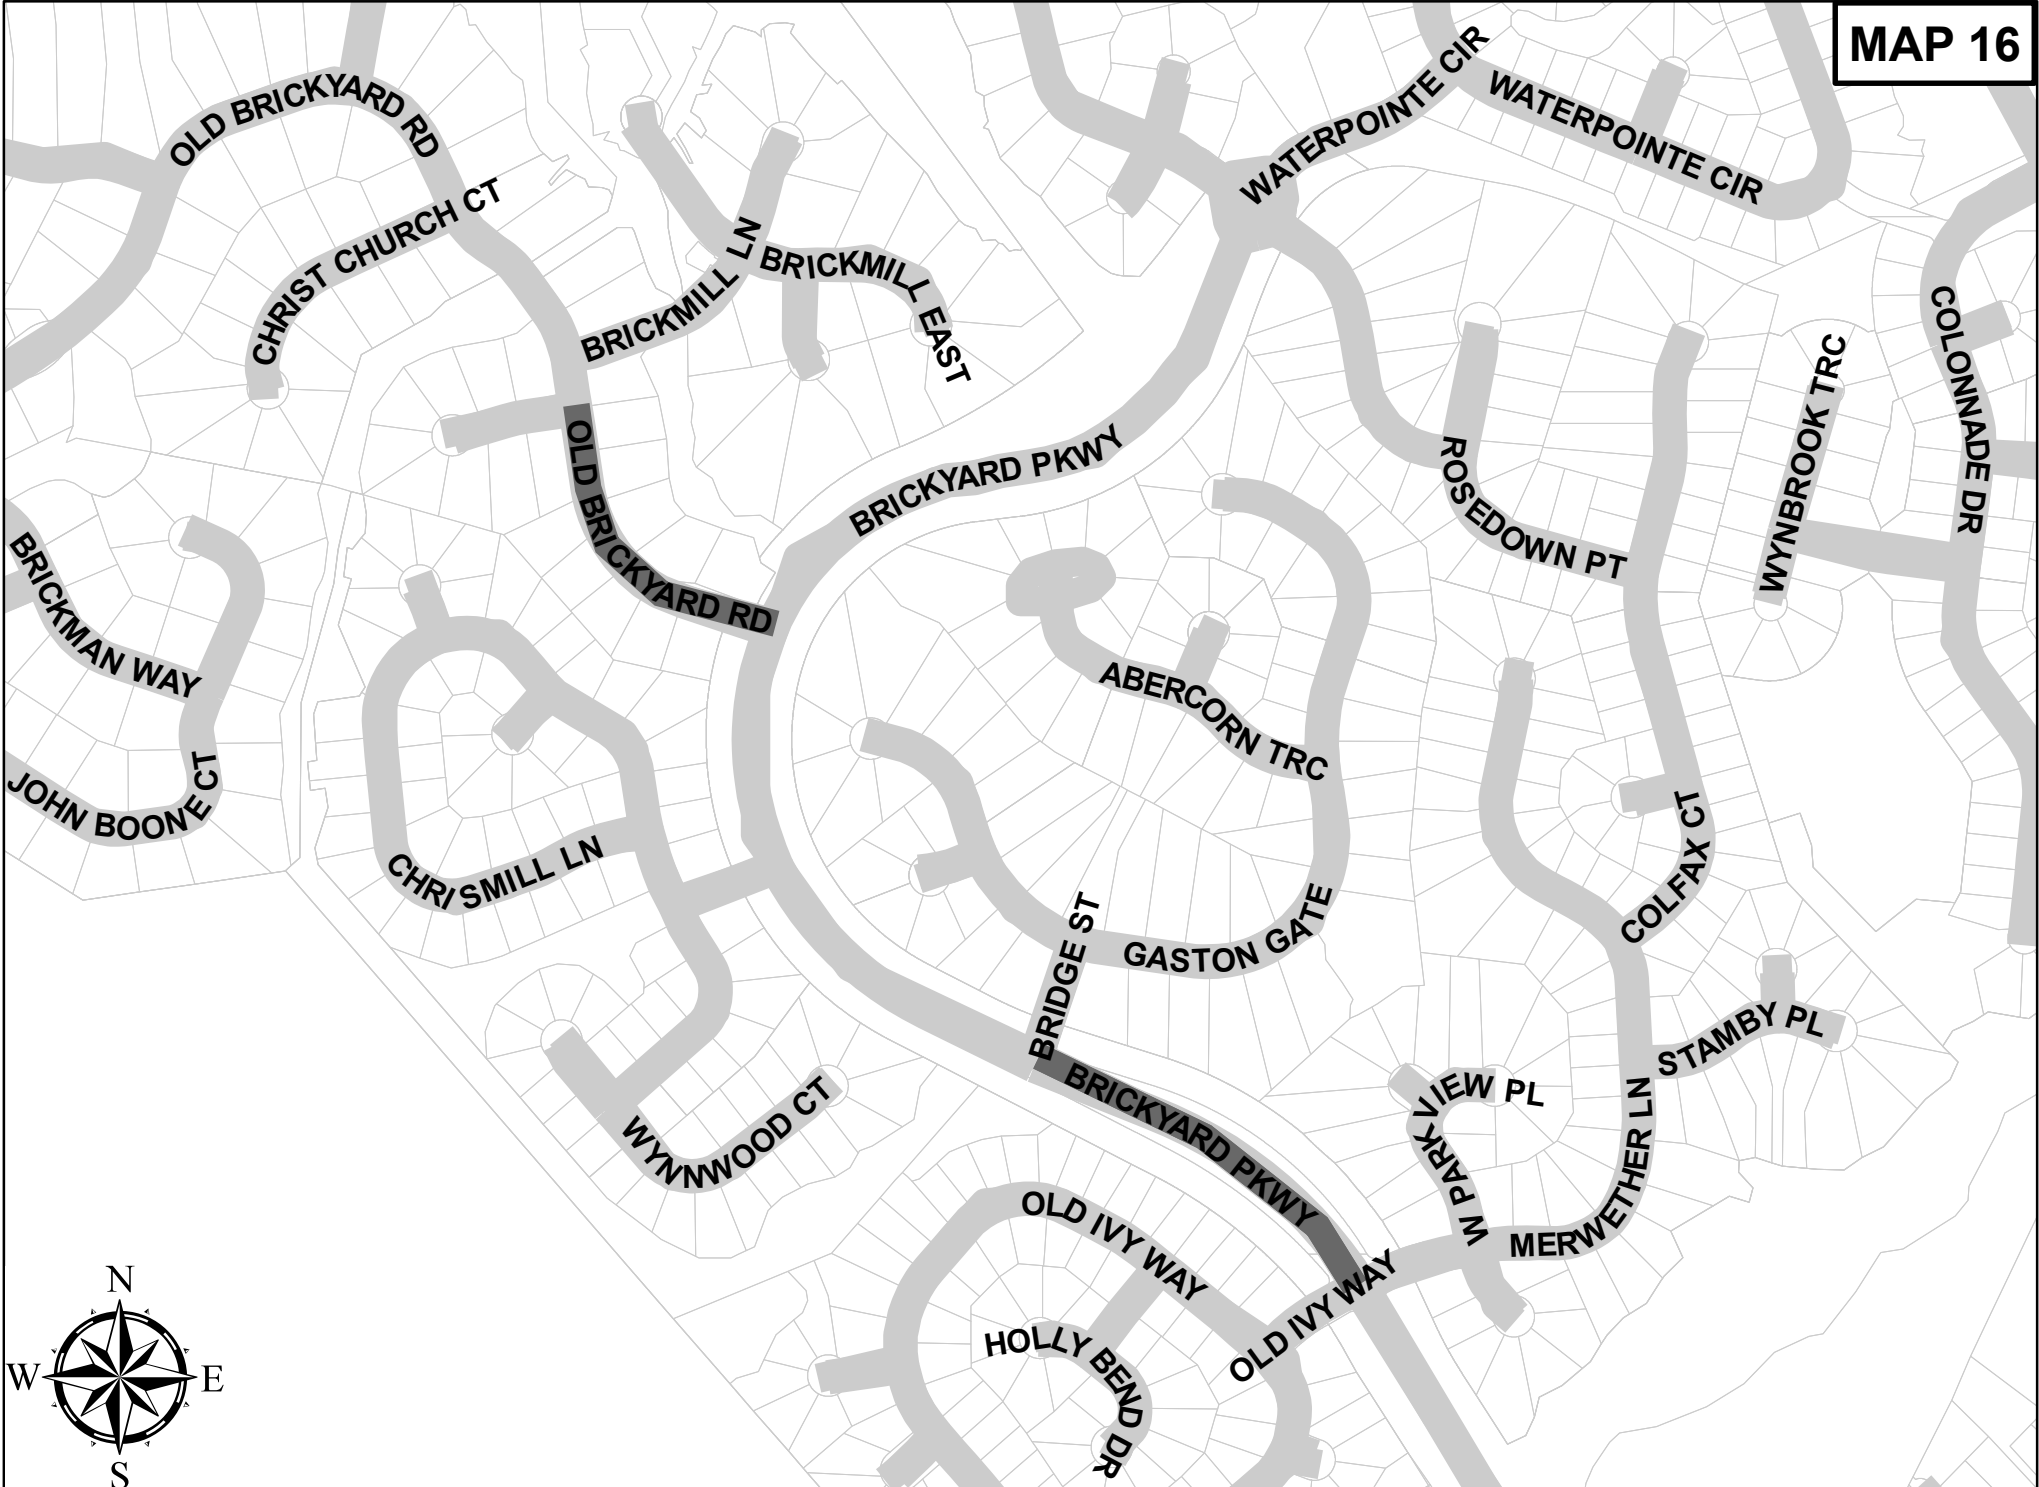 MAP 16
OLD BRICKYARD RD
WATERPOINTE CIR
WATERPOINTE CIR
CHRIST CHURCH CT
BRICKMILL LN
BRICKMILL EAST
COLONNADE DR
WYNBROOK TRC
BRICKYARD PKWY
OLD BRICKYARD RD
ROSEDOWN PT
BRICKMAN WAY
ABERCORN TRC
JOHN BOONE CT
COLFAX CT
CHRISMILL LN
GASTON GATE
BRIDGE ST
STAMBY PL
W PARK VIEW PL
MERWETHER LN
BRICKYARD PKWY
WYNNWOOD CT
OLD IVY WAY
OLD IVY WAY
HOLLY BEND DR
N
W
E
S